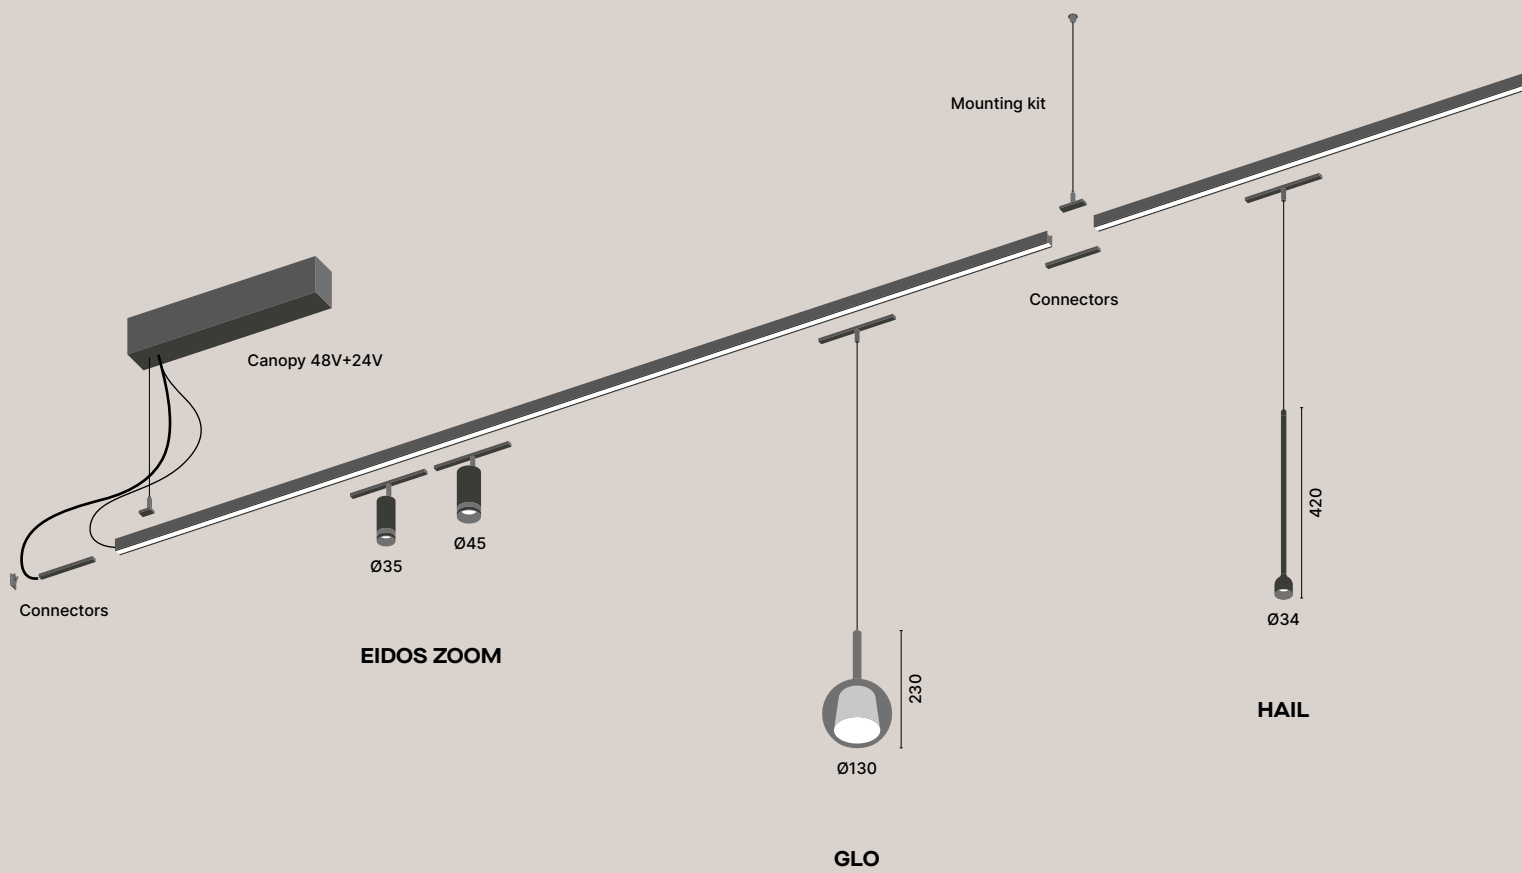 Mounting kit
Connectors
Canopy 48V+24V
Connectors
Ø35
Ø45
EIDOS ZOOM
230
Ø130
GLO
420
Ø34
HAIL